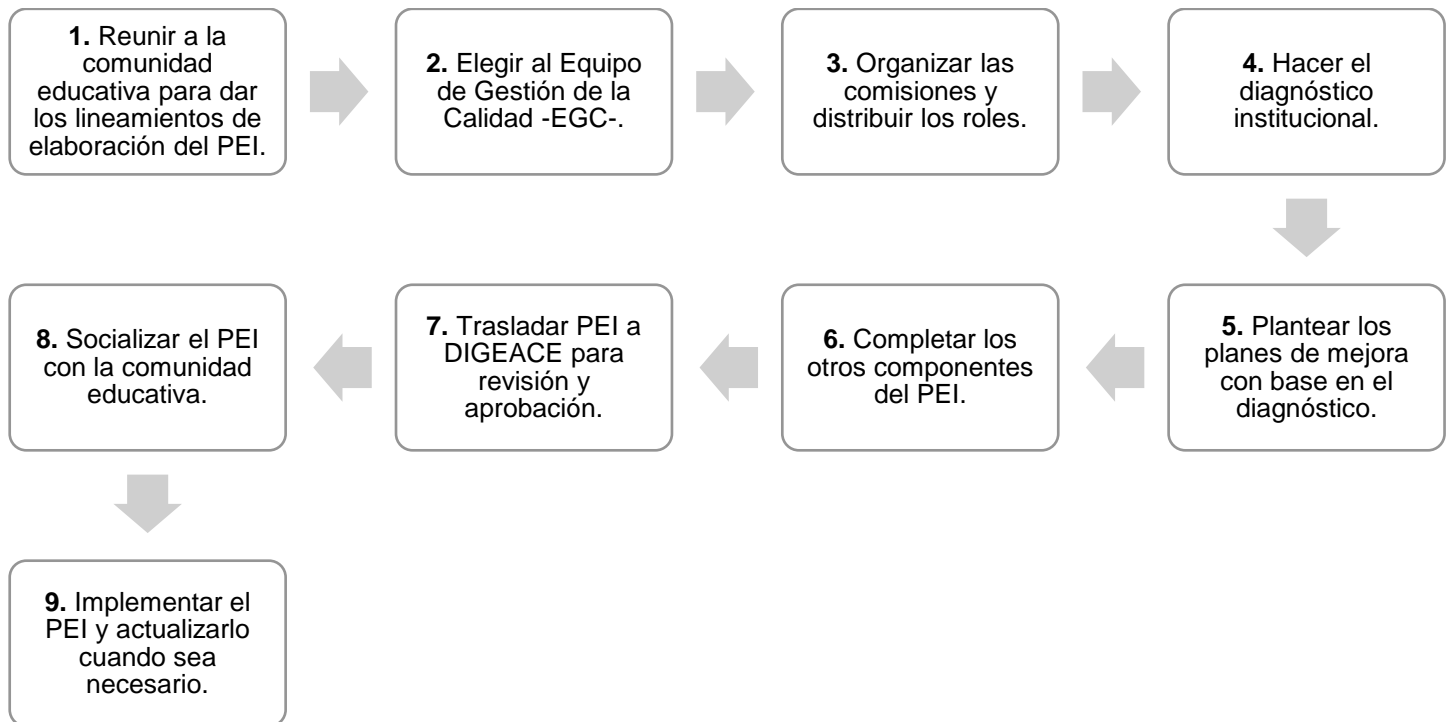 1. Reunir a la
comunidad
educativa para dar
los lineamientos de
elaboración del PEI.
2. Elegir al Equipo
de Gestión de la
Calidad -EGC-.
3. Organizar las
comisiones y
distribuir los roles.
4. Hacer el
diagnóstico
institucional.
5. Plantear los
planes de mejora
con base en el
diagnóstico.
6. Completar los
otros componentes
del PEI.
7. Trasladar PEI a
DIGEACE para
revisión y
aprobación.
8. Socializar el PEI
con la comunidad
educativa.
9. Implementar el
PEI y actualizarlo
cuando sea
necesario.